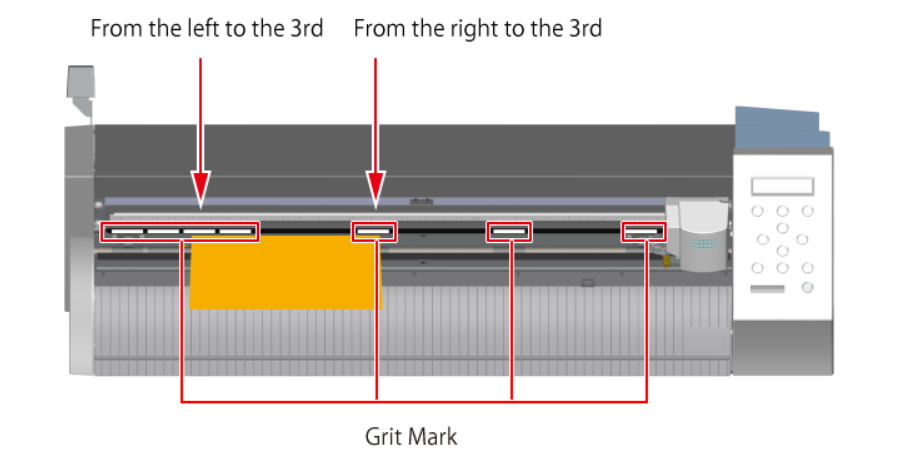 From the left to the 3rd
From the right to the 3rd
Grit Mark